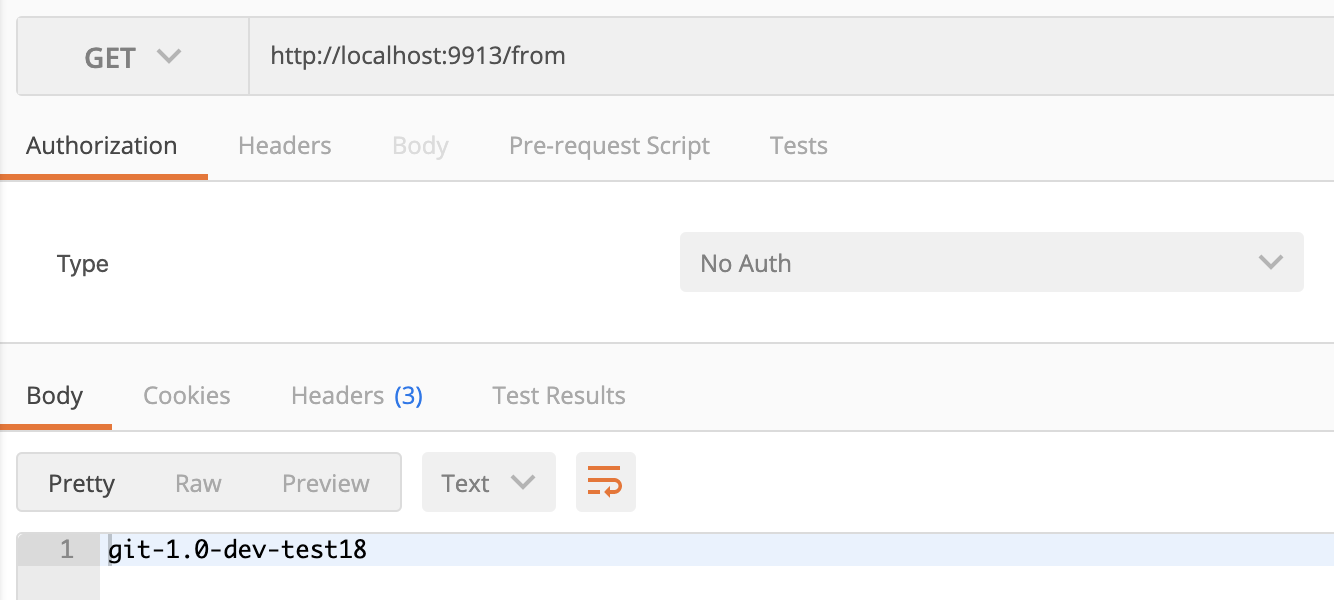 GET http://localhost:9913/from
Authorization Headers Body Pre-request Script Tests
Type No Auth
Body Cookies Headers (3) Test Results
Pretty Raw Preview Text
1 git-1.0-dev-test18